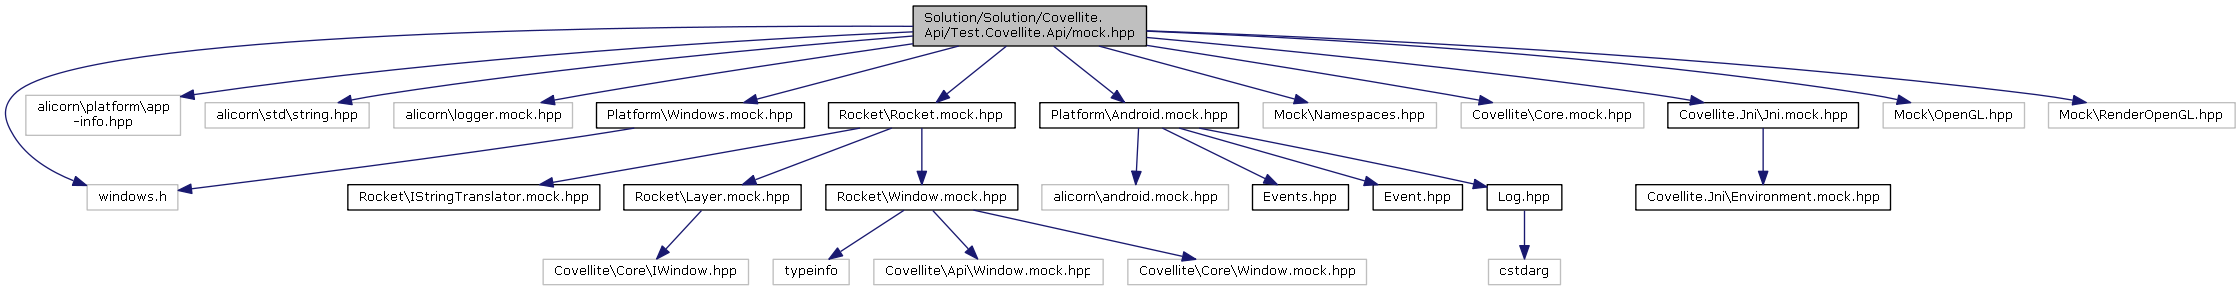 Solution/Solution/Covellite.
Api/Test.Covellite.Api/mock.hpp
alicorn\platform\app
-info.hpp
alicorn\std\string.hpp
alicorn\logger.mock.hpp
Platform\Windows.mock.hpp
Rocket\Rocket.mock.hpp
Platform\Android.mock.hpp
Mock\Namespaces.hpp
Covellite\Core.mock.hpp
Covellite.Jni\Jni.mock.hpp
Mock\OpenGL.hpp
Mock\RenderOpenGL.hpp
windows.h
Rocket\IStringTranslator.mock.hpp
Rocket\Layer.mock.hpp
Rocket\Window.mock.hpp
alicorn\android.mock.hpp
Events.hpp
Event.hpp
Log.hpp
Covellite.Jni\Environment.mock.hpp
Covellite\Core\IWindow.hpp
typeinfo
Covellite\Api\Window.mock.hpp
Covellite\Core\Window.mock.hpp
cstdarg